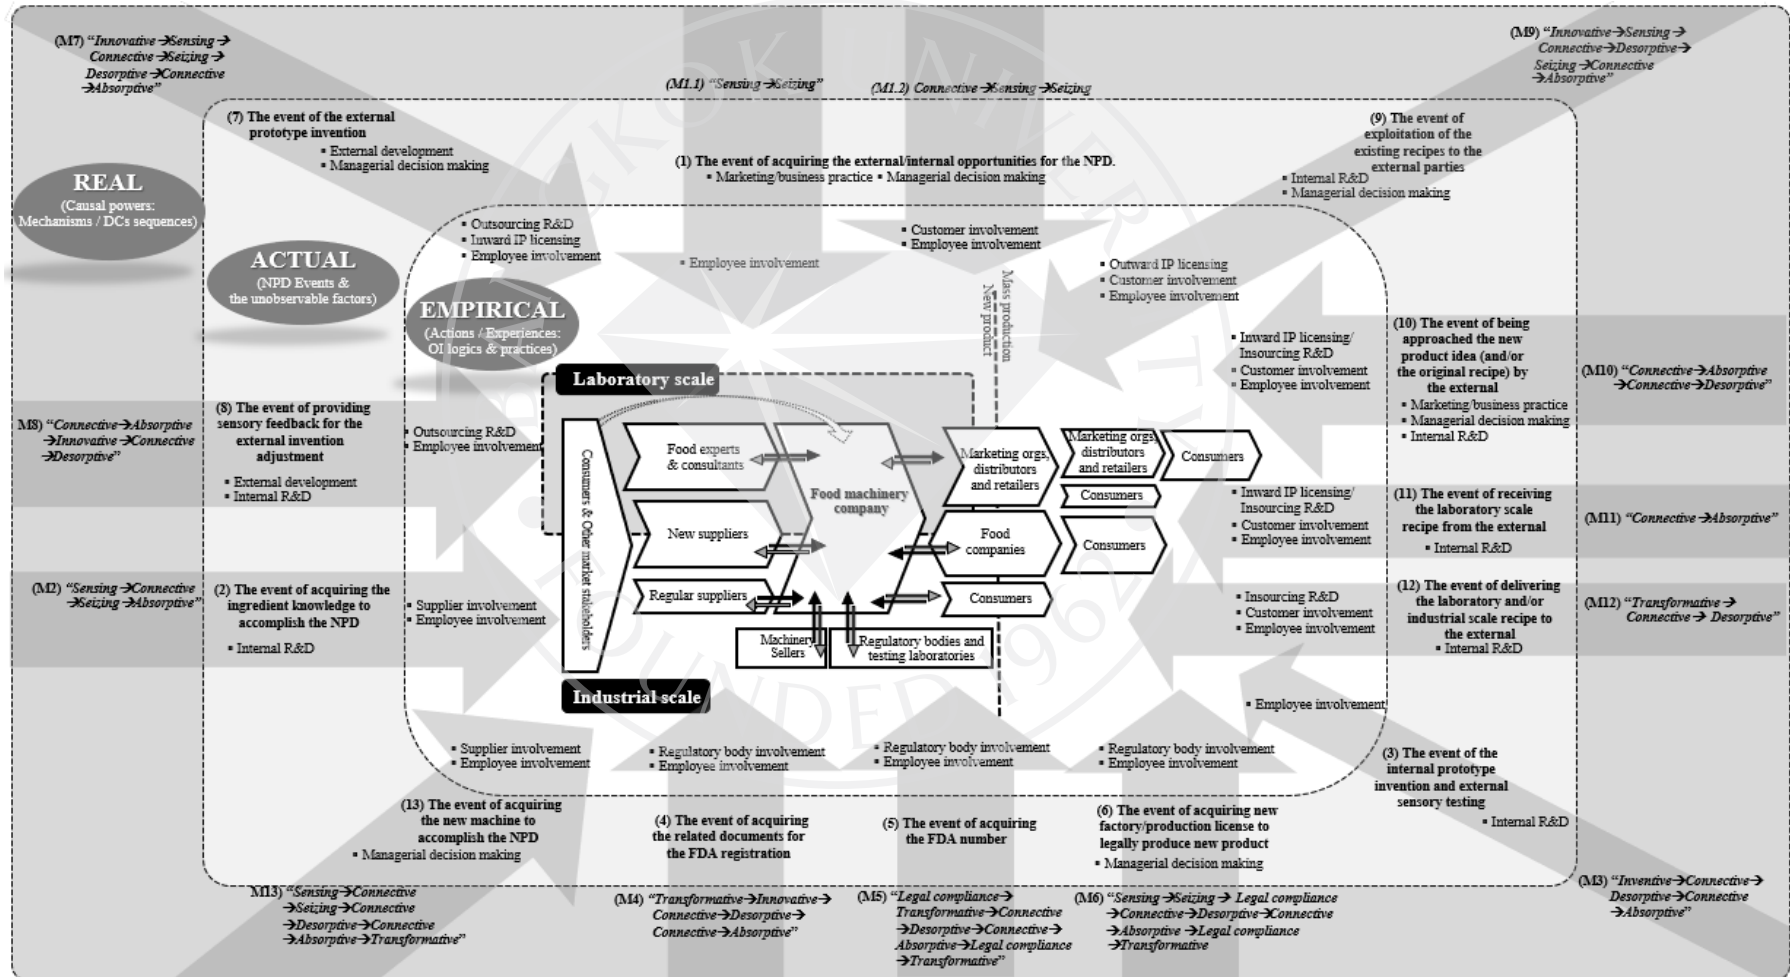 (M7) “Innovative→Sensing→
Connective→Seizing→
Desorptive→Connective
→Absorptive”
(M1.1) “Sensing→Seizing”
(M1.2) Connective→Sensing→Seizing
(M9) “Innovative→Sensing→
Connective→Desorptive→
Seizing→Connective
→Absorptive”
(7) The event of the external
prototype invention
▪ External development
▪ Managerial decision making
(1) The event of acquiring the external/internal opportunities for the NPD.
▪ Marketing/business practice ▪ Managerial decision making
(9) The event of
exploitation of the
existing recipes to the
external parties
▪ Internal R&D
▪ Managerial decision making
REAL
(Causal powers:
Mechanisms / DCs sequences)
ACTUAL
(NPD Events &
the unobservable factors)
EMPIRICAL
(Actions / Experiences:
OI logics & practices)
▪ Outsourcing R&D
▪ Inward IP licensing
▪ Employee involvement
▪ Employee involvement
▪ Customer involvement
▪ Employee involvement
▪ Outward IP licensing
▪ Customer involvement
▪ Employee involvement
Mass production
New product
▪ Inward IP licensing/
Insourcing R&D
▪ Customer involvement
▪ Employee involvement
(10) The event of being
approached the new
product idea (and/or
the original recipe) by
the external
▪ Marketing/business practice
▪ Managerial decision making
▪ Internal R&D
(M10) “Connective→Absorptive
→Connective→Desorptive”
M8) “Connective→Absorptive
→Innovative→Connective
→Desorptive”
(8) The event of providing
sensory feedback for the
external invention
adjustment
▪ External development
▪ Internal R&D
▪ Outsourcing R&D
▪ Employee involvement
Laboratory scale
Consumers & Other market stakeholders
Food experts
& consultants
New suppliers
Regular suppliers
Food machinery
company
Marketing orgs,
distributors
and retailers
Marketing orgs,
distributors
and retailers
Consumers
Consumers
Food
companies
Consumers
Consumers
Machinery
Sellers
Regulatory bodies and
testing laboratories
Industrial scale
▪ Inward IP licensing/
Insourcing R&D
▪ Customer involvement
▪ Employee involvement
(11) The event of receiving
the laboratory scale
recipe from the external
▪ Internal R&D
(M11) “Connective→Absorptive”
(M2) “Sensing→Connective
→Seizing→Absorptive”
(2) The event of acquiring the
ingredient knowledge to
accomplish the NPD
▪ Internal R&D
▪ Supplier involvement
▪ Employee involvement
▪ Insourcing R&D
▪ Customer involvement
▪ Employee involvement
(12) The event of delivering
the laboratory and/or
industrial scale recipe to
the external
▪ Internal R&D
(M12) “Transformative→
Connective→ Desorptive”
▪ Employee involvement
▪ Supplier involvement
▪ Employee involvement
▪ Regulatory body involvement
▪ Employee involvement
▪ Regulatory body involvement
▪ Employee involvement
▪ Regulatory body involvement
▪ Employee involvement
(3) The event of the
internal prototype
invention and external
sensory testing
▪ Internal R&D
(13) The event of acquiring
the new machine to
accomplish the NPD
▪ Managerial decision making
(4) The event of acquiring
the related documents for
the FDA registration
(5) The event of acquiring
the FDA number
(6) The event of acquiring new
factory/production license to
legally produce new product
▪ Managerial decision making
M13) “Sensing→Connective
→Seizing→Connective
→Desorptive→Connective
→Absorptive→Transformative”
(M4) “Transformative→Innovative→
Connective→Desorptive→
Connective→Absorptive”
(M5) “Legal compliance→
Transformative→Connective
→Desorptive→Connective→
Absorptive→Legal compliance
→Transformative”
(M6) “Sensing→Seizing→ Legal compliance
→Connective→Desorptive→Connective
→Absorptive →Legal compliance
→Transformative
(M3) “Inventive→Connective→
Desorptive→Connective
→Absorptive”
BANGKOK UNIVERSITY
FOUNDED 1962